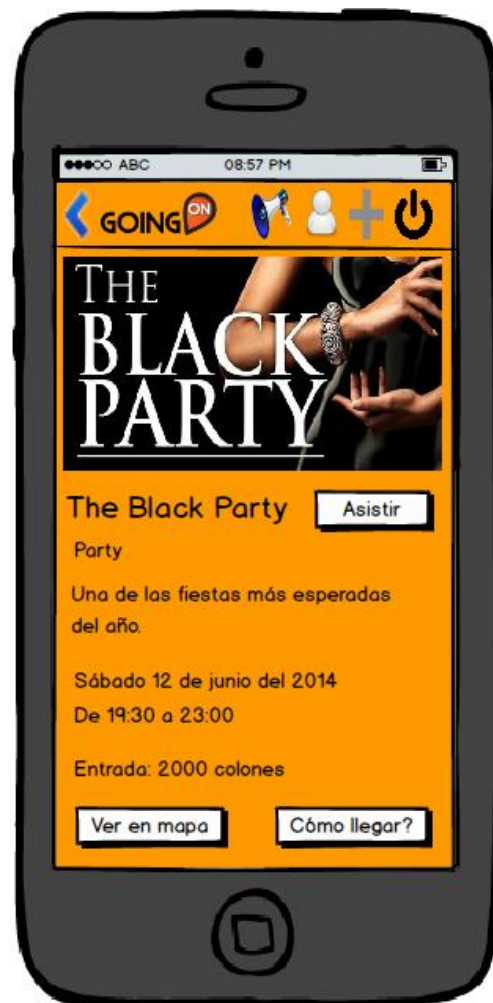 ABC 08:57 PM
GOING ON
THE
BLACK
PARTY
The Black Party Asistir
Party
Una de las fiestas más esperadas
del año.
Sábado 12 de junio del 2014
De 19:30 a 23:00
Entrada: 2000 colones
Ver en mapa Cómo llegar?